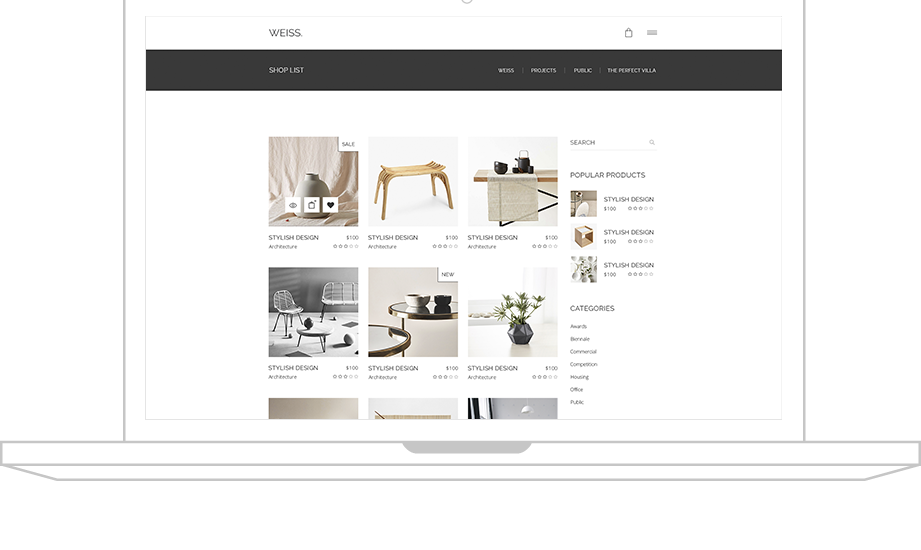 WEISS.
SHOP LIST
WEISS | PROJECTS | PUBLIC | THE PERFECT VILLA
SALE
STYLISH DESIGN $100
Architecture
STYLISH DESIGN $100
Architecture
STYLISH DESIGN $100
Architecture
NEW
STYLISH DESIGN $100
Architecture
STYLISH DESIGN $100
Architecture
STYLISH DESIGN $100
Architecture
SEARCH
POPULAR PRODUCTS
STYLISH DESIGN
$100
STYLISH DESIGN
$100
STYLISH DESIGN
$100
CATEGORIES
Awards
Biennale
Commercial
Competition
Housing
Office
Public